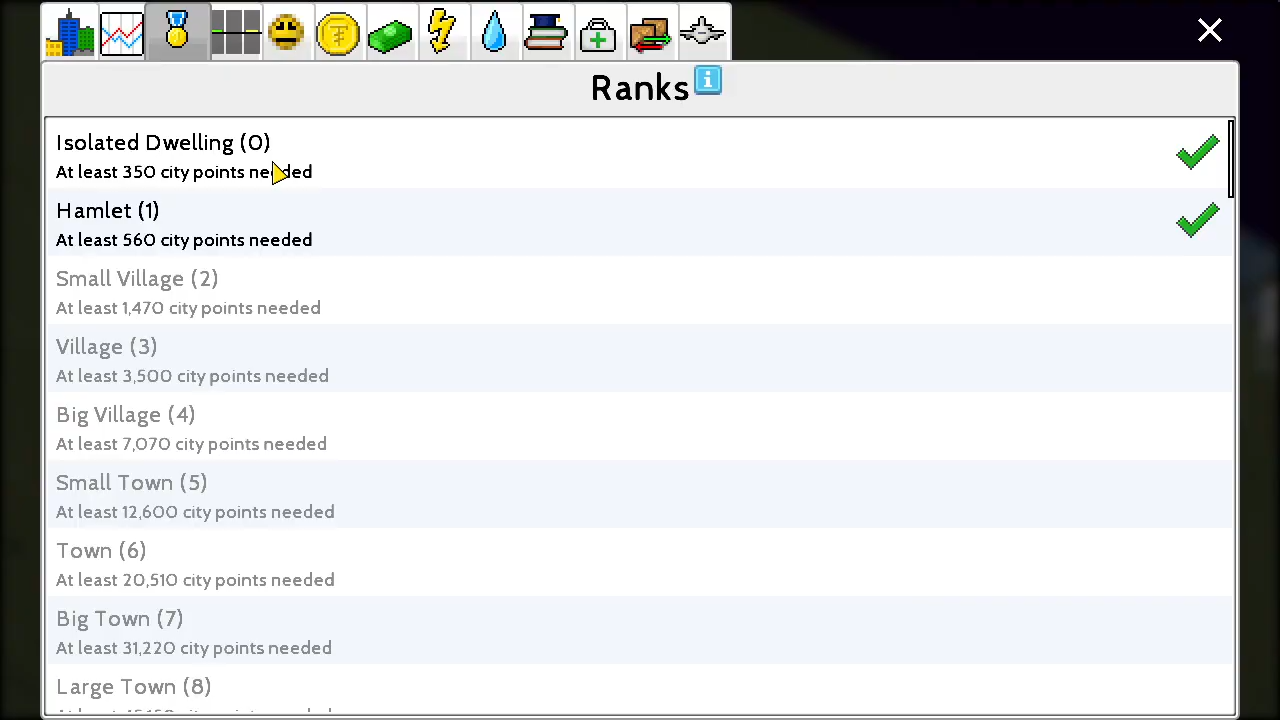 Ranks
Isolated Dwelling (0)
At least 350 city points needed
Hamlet (1)
At least 560 city points needed
Small Village (2)
At least 1,470 city points needed
Village (3)
At least 3,500 city points needed
Big Village (4)
At least 7,070 city points needed
Small Town (5)
At least 12,600 city points needed
Town (6)
At least 20,510 city points needed
Big Town (7)
At least 31,220 city points needed
Large Town (8)